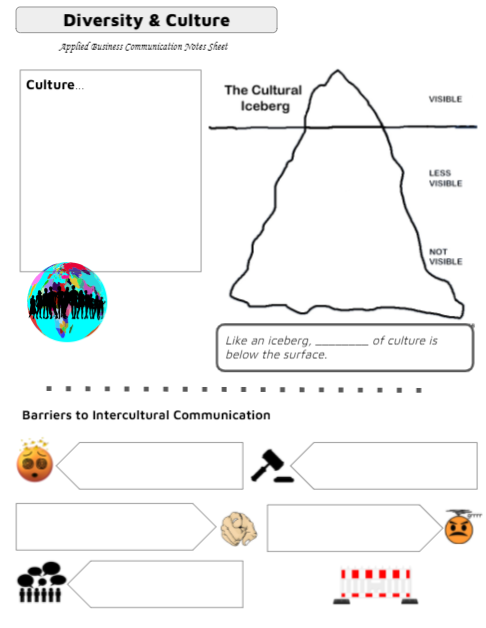 Diversity & Culture
Applied Business Communication Notes Sheet
Culture...
The Cultural
Iceberg
VISIBLE
LESS
VISIBLE
NOT
VISIBLE
Like an iceberg, _________ of culture is
below the surface.
Barriers to Intercultural Communication